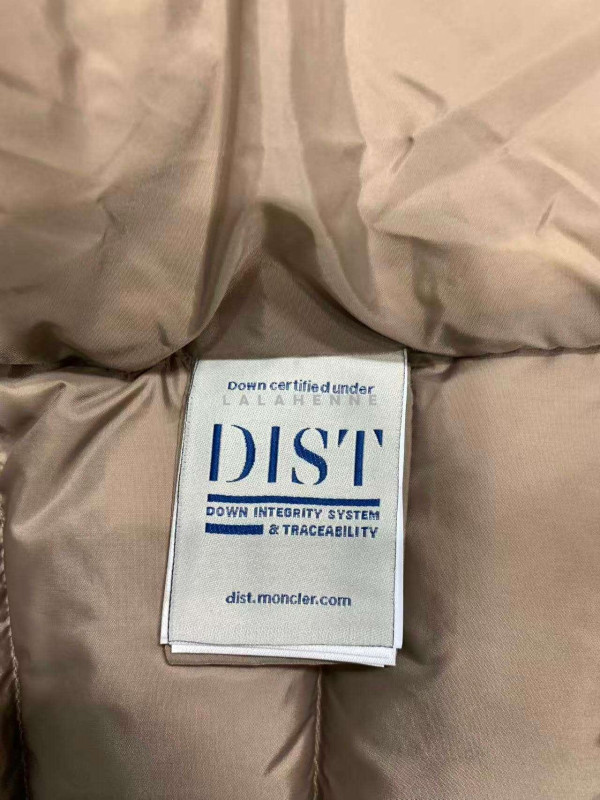 Down certified under
LALAHENNE
DIST
DOWN INTEGRITY SYSTEM
& TRACEABILITY
dist.moncler.com